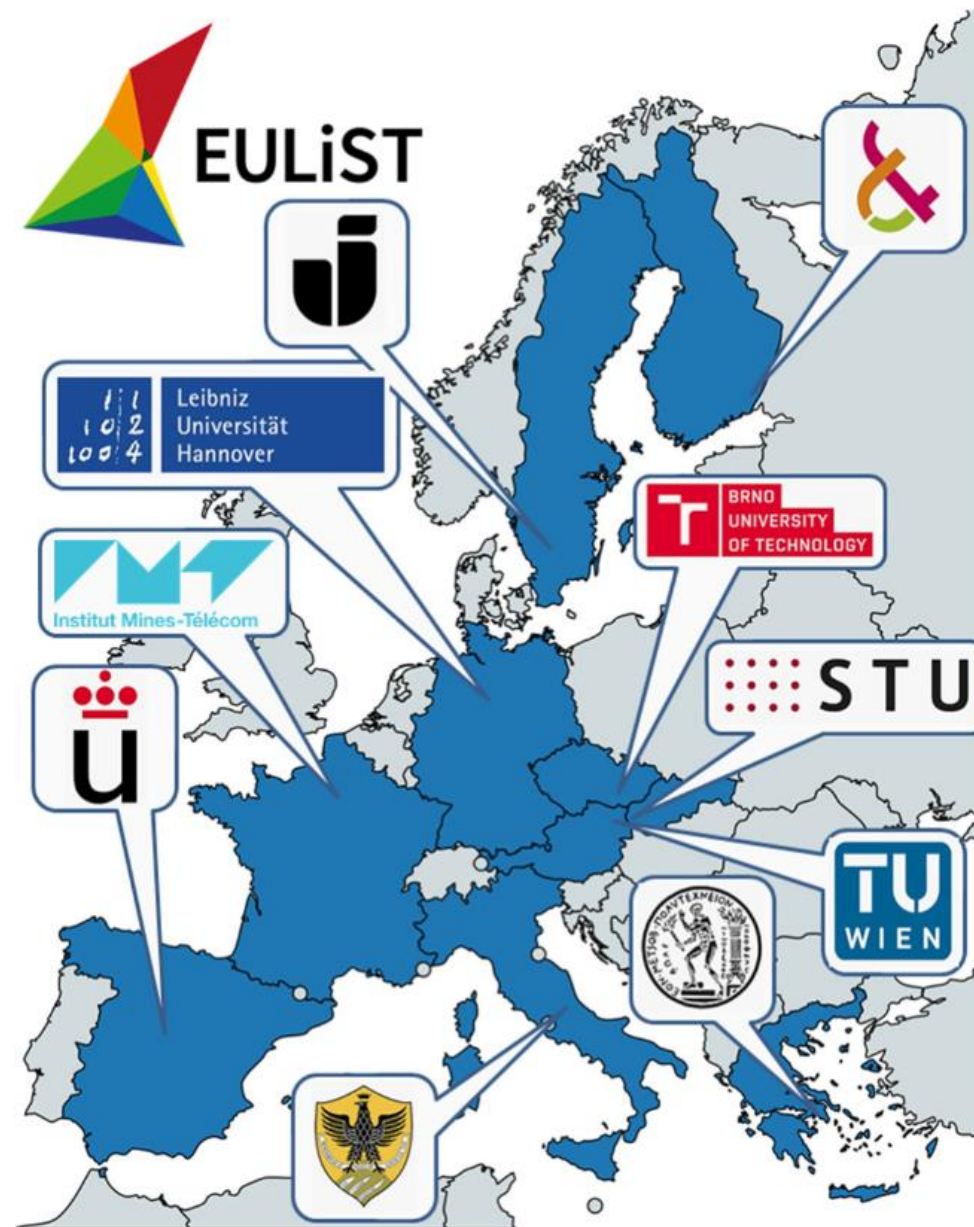 EULiST
Leibniz
Universität
Hannover
BRNO
UNIVERSITY
OF TECHNOLOGY
Institut Mines-Télécom
STU
u
TU
WIEN